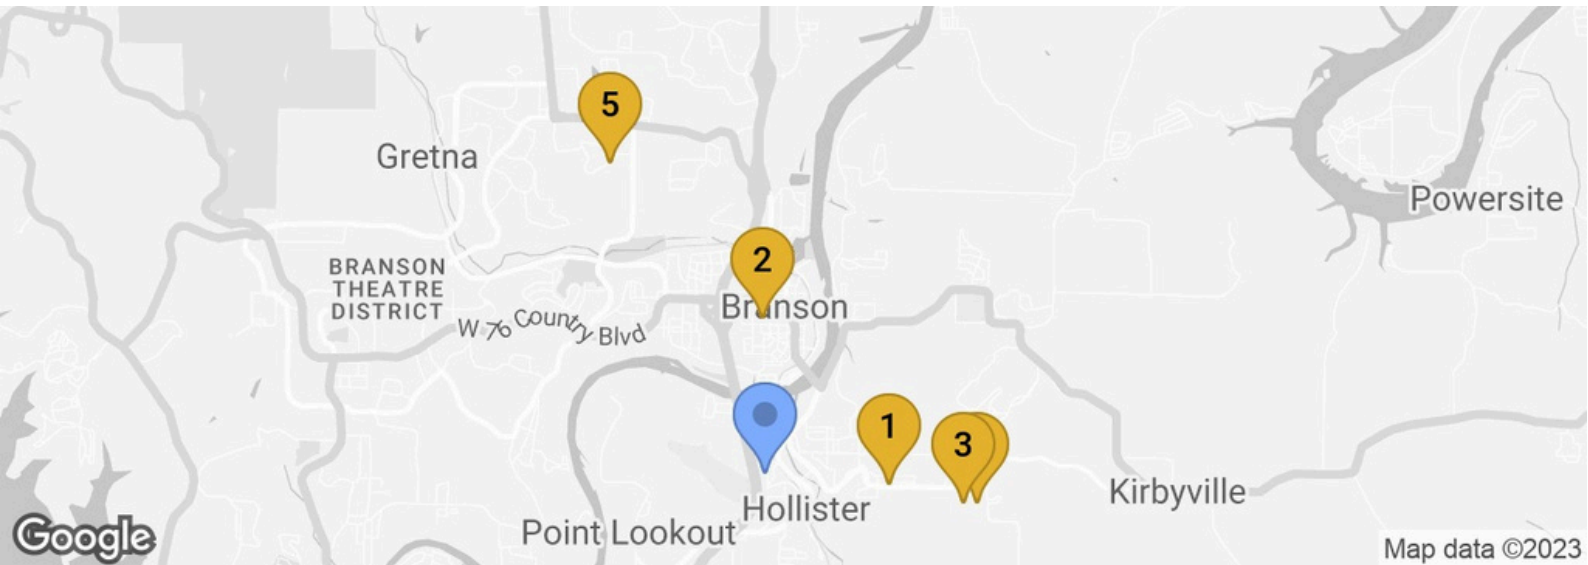 5
Gretna
Powersite
2
BRANSON
THEATRE
DISTRICT
Branson
W 76 Country Blvd
1
3
Kirbyville
Hollister
Point Lookout
Google
Map data ©2023